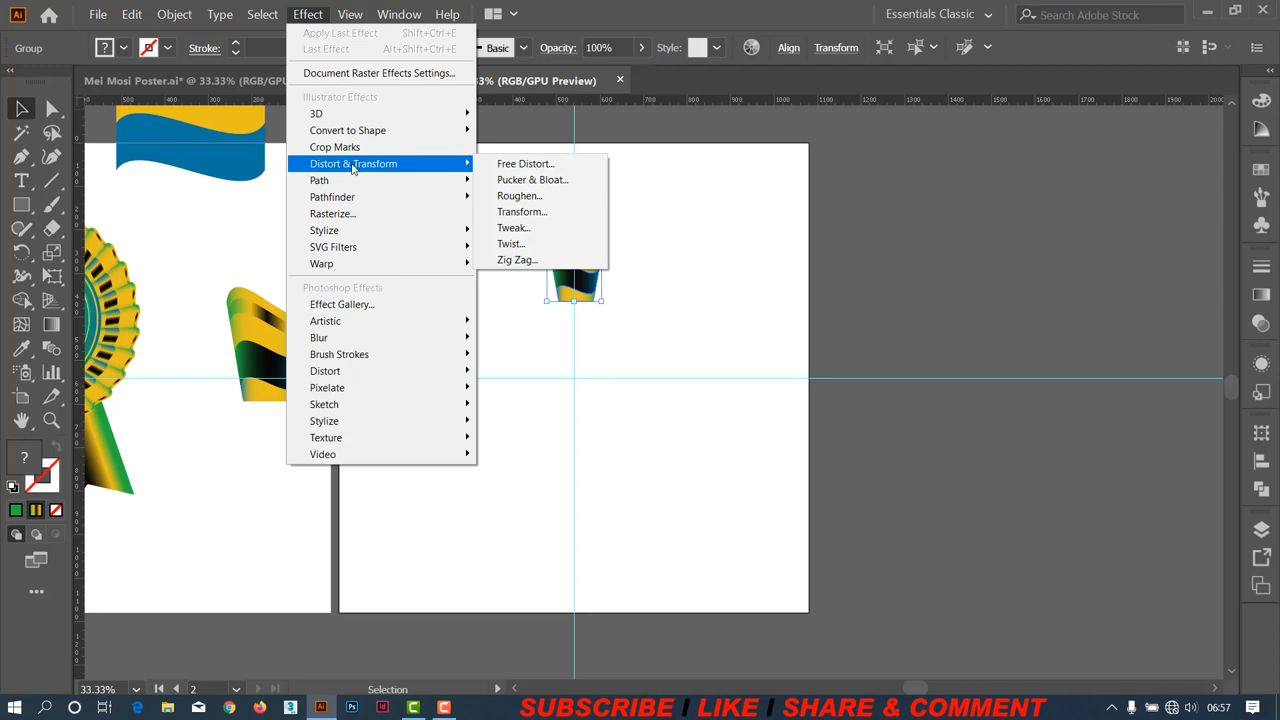 Ai File Edit Object Type Select Effect View Window Help Essentials Classic Search Adobe Stock
Group ? Stroke: Basic Opacity: 100% Style: Align Transform
Mei Mosi Poster.ai* @ 33.33% (RGB/GPU 3% (RGB/GPU Preview)
Apply Last Effect Shift+Ctrl+E
Last Effect Alt+Shift+Ctrl+E
Document Raster Effects Settings...
Illustrator Effects
3D
Convert to Shape
Crop Marks
Distort & Transform
Path
Pathfinder
Rasterize...
Stylize
SVG Filters
Warp
Photoshop Effects
Effect Gallery...
Artistic
Blur
Brush Strokes
Distort
Pixelate
Sketch
Stylize
Texture
Video
Free Distort...
Pucker & Bloat...
Roughen...
Transform...
Tweak...
Twist...
Zig Zag...
?
33.33% 2 Selection
SUBSCRIBE I LIKE I SHARE & COMMENT
06:57